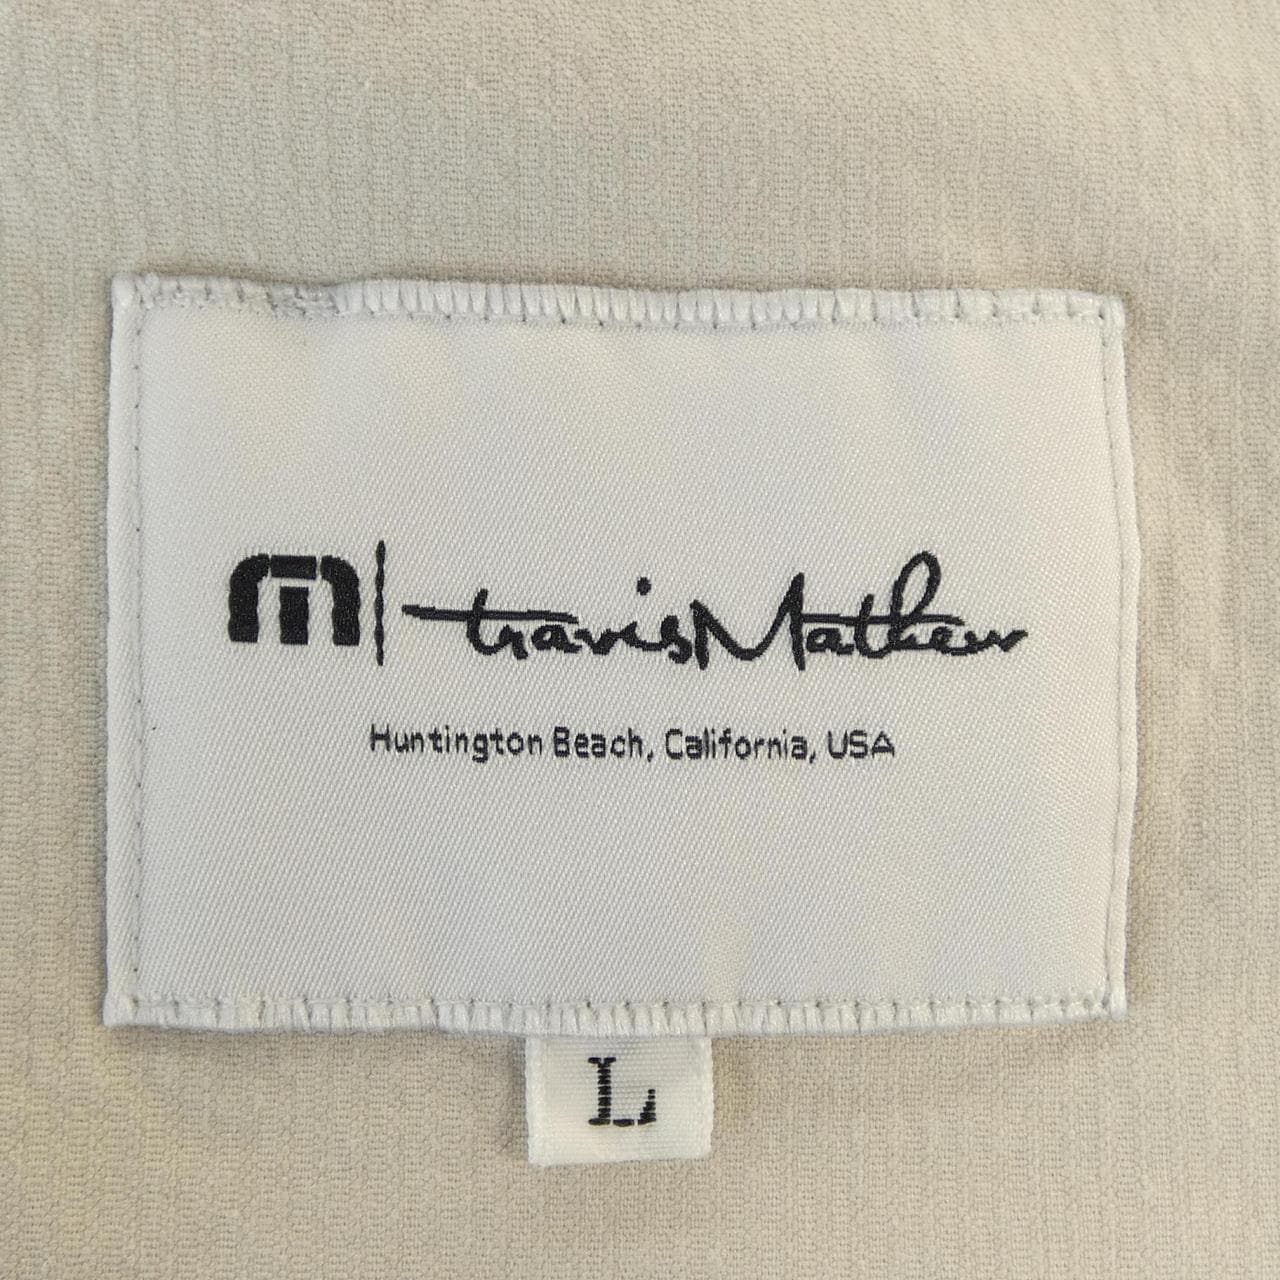 travisMathew
Huntington Beach, California, USA
L